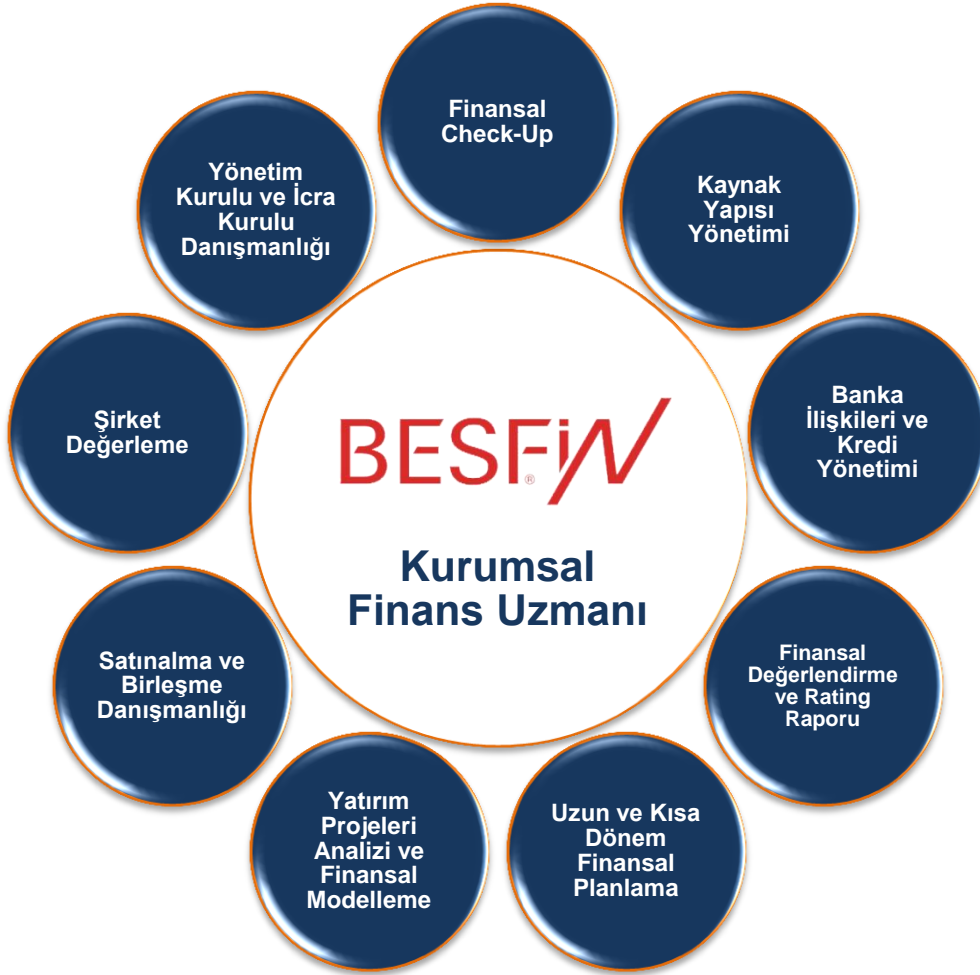 Finansal
Check-Up
Kaynak
Yapısı
Yönetimi
Banka
İlişkileri ve
Kredi
Yönetimi
Finansal
Değerlendirme
ve Rating
Raporu
Uzun ve Kısa
Dönem
Finansal
Planlama
Yatırım
Projeleri
Analizi ve
Finansal
Modelleme
Satınalma ve
Birleşme
Danışmanlığı
Şirket
Değerleme
Yönetim
Kurulu ve İcra
Kurulu
Danışmanlığı
BESFiN®
Kurumsal
Finans Uzmanı